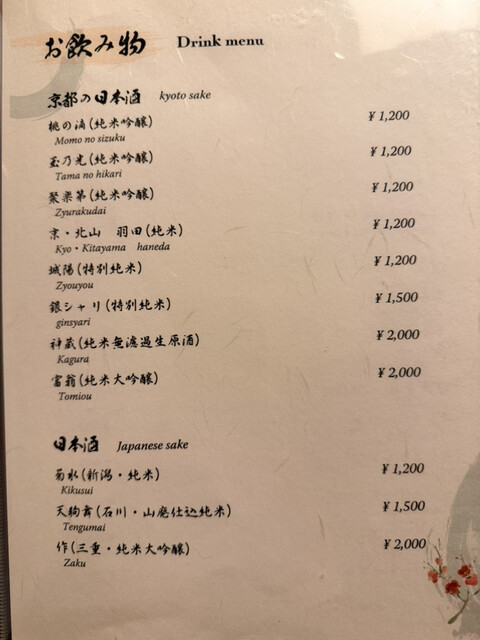 お飲み物 Drink menu
京都の日本酒 kyoto sake
桃の滴(純米吟醸) ¥1,200
Momo no sizuku
玉乃光(純米吟醸) ¥1,200
Tama no hikari
聚楽第(純米吟醸) ¥1,200
Zyurakudai
京・北山 羽田(純米) ¥1,200
Kyo・Kitayama haneda
城陽(特別純米) ¥1,200
Zyouyou
銀シャリ(特別純米) ¥1,500
ginsyari
神蔵(純米無濾過生原酒) ¥2,000
Kagura
富翁(純米大吟醸) ¥2,000
Tomiou
日本酒 Japanese sake
菊水(新潟・純米) ¥1,200
Kikusui
天狗舞(石川・山廃仕込純米) ¥1,500
Tengumai
作(三重・純米大吟醸) ¥2,000
Zaku